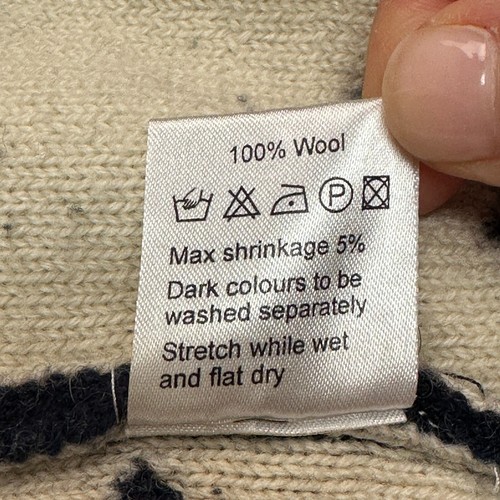 100% Wool
P
Max shrinkage 5%
Dark colours to be
washed separately
Stretch while wet
and flat dry